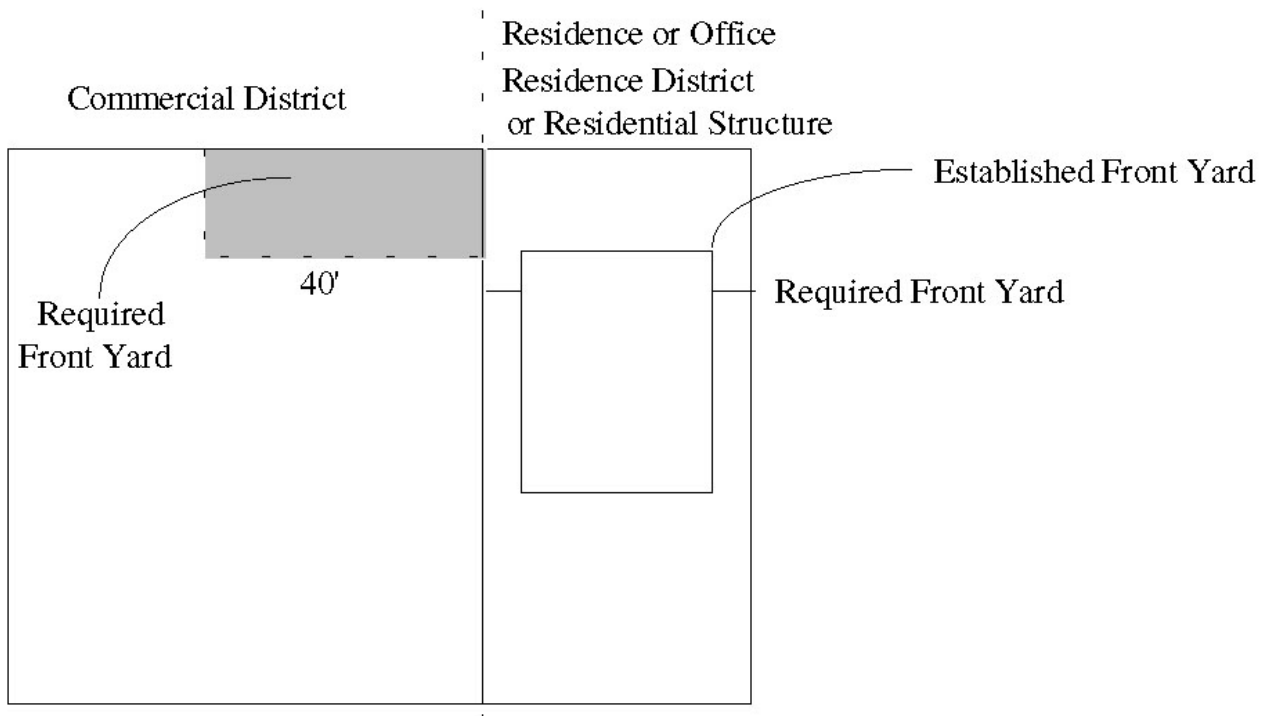 Residence or Office
Residence District
or Residential Structure
Commercial District
Established Front Yard
40'
Required Front Yard
Required
Front Yard